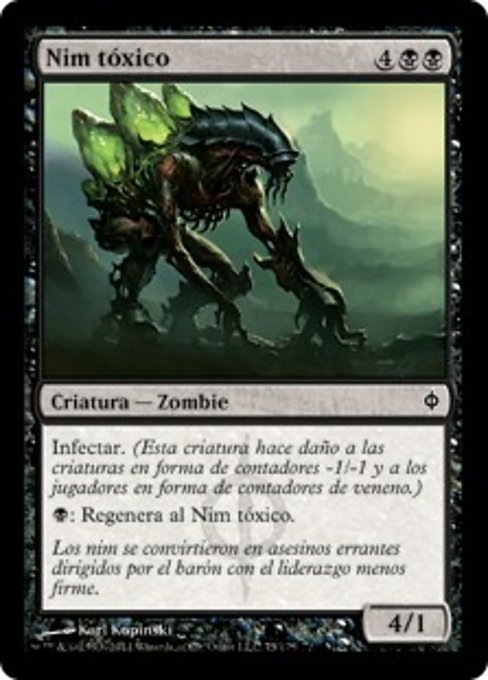 Nim tóxico 4
Criatura — Zombie
Infectar. (Esta criatura hace daño a las
criaturas en forma de contadores -1/-1 y a los
jugadores en forma de contadores de veneno.)
: Regenera al Nim tóxico.
Los nim se convirtieron en asesinos errantes
dirigidos por el barón con el liderazgo menos
firme.
4/1
Karl Kopinski